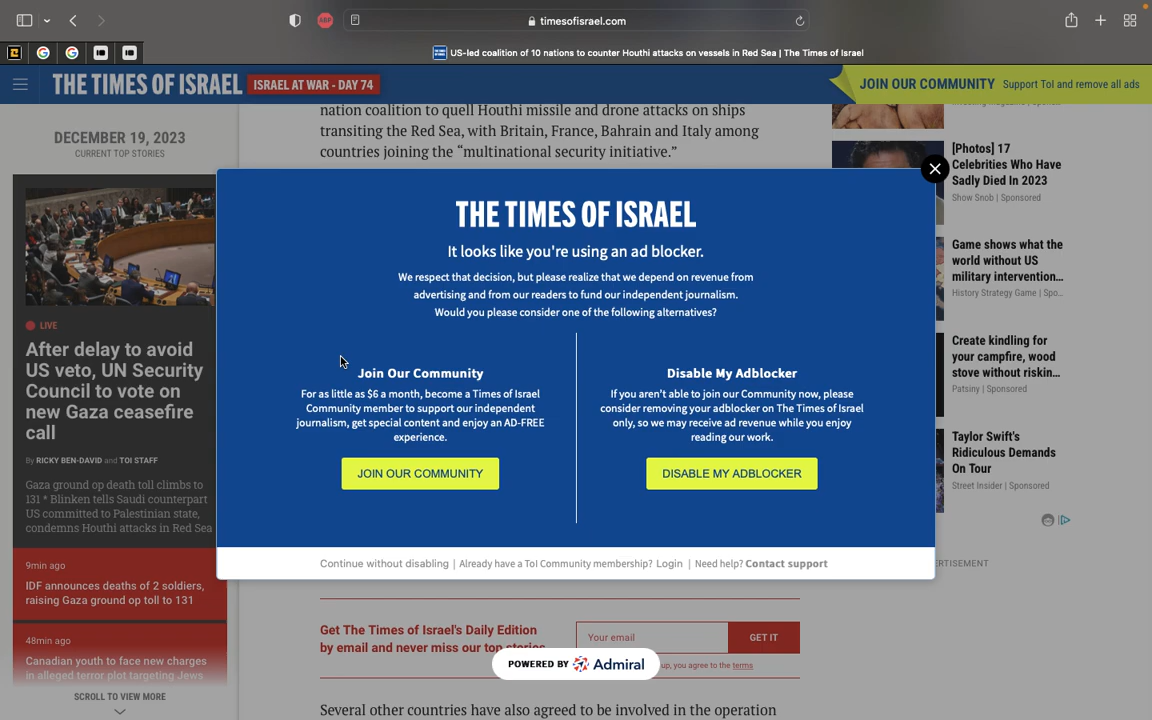 ABP
timesofisrael.com
US-led coalition of 10 nations to counter Houthi attacks on vessels in Red Sea | The Times of Israel
THE TIMES OF ISRAEL
ISRAEL AT WAR - DAY 74
JOIN OUR COMMUNITY
Support ToI and remove all ads
DECEMBER 19, 2023
CURRENT TOP STORIES
LIVE
After delay to avoid
US veto, UN Security
Council to vote on
new Gaza ceasefire
call
By RICKY BEN-DAVID and TOI STAFF
Gaza ground op death toll climbs to
131 * Blinken tells Saudi counterpart
US committed to Palestinian state,
condemns Houthi attacks in Red Sea
9min ago
IDF announces deaths of 2 soldiers,
raising Gaza ground op toll to 131
48min ago
Canadian youth to face new charges
in alleged terror plot targeting Jews
SCROLL TO VIEW MORE
nation coalition to quell Houthi missile and drone attacks on ships
transiting the Red Sea, with Britain, France, Bahrain and Italy among
countries joining the “multinational security initiative.”
THE TIMES OF ISRAEL
It looks like you're using an ad blocker.
We respect that decision, but please realize that we depend on revenue from
advertising and from our readers to fund our independent journalism.
Would you please consider one of the following alternatives?
Join Our Community
For as little as $6 a month, become a Times of Israel
Community member to support our independent
journalism, get special content and enjoy an AD-FREE
experience.
JOIN OUR COMMUNITY
Disable My Adblocker
If you aren't able to join our Community now, please
consider removing your adblocker on The Times of Israel
only, so we may receive ad revenue while you enjoy
reading our work.
DISABLE MY ADBLOCKER
Continue without disabling | Already have a ToI Community membership? Login | Need help? Contact support
Get The Times of Israel's Daily Edition
by email and never miss our top stories
Your email
GET IT
up, you agree to the terms
POWERED BY Admiral
Several other countries have also agreed to be involved in the operation
[Photos] 17
Celebrities Who Have
Sadly Died In 2023
Show Snob | Sponsored
Game shows what the
world without US
military intervention...
History Strategy Game | Spo...
Create kindling for
your campfire, wood
stove without riskin...
Patsiny | Sponsored
Taylor Swift's
Ridiculous Demands
On Tour
Street Insider | Sponsored
ERTISEMENT